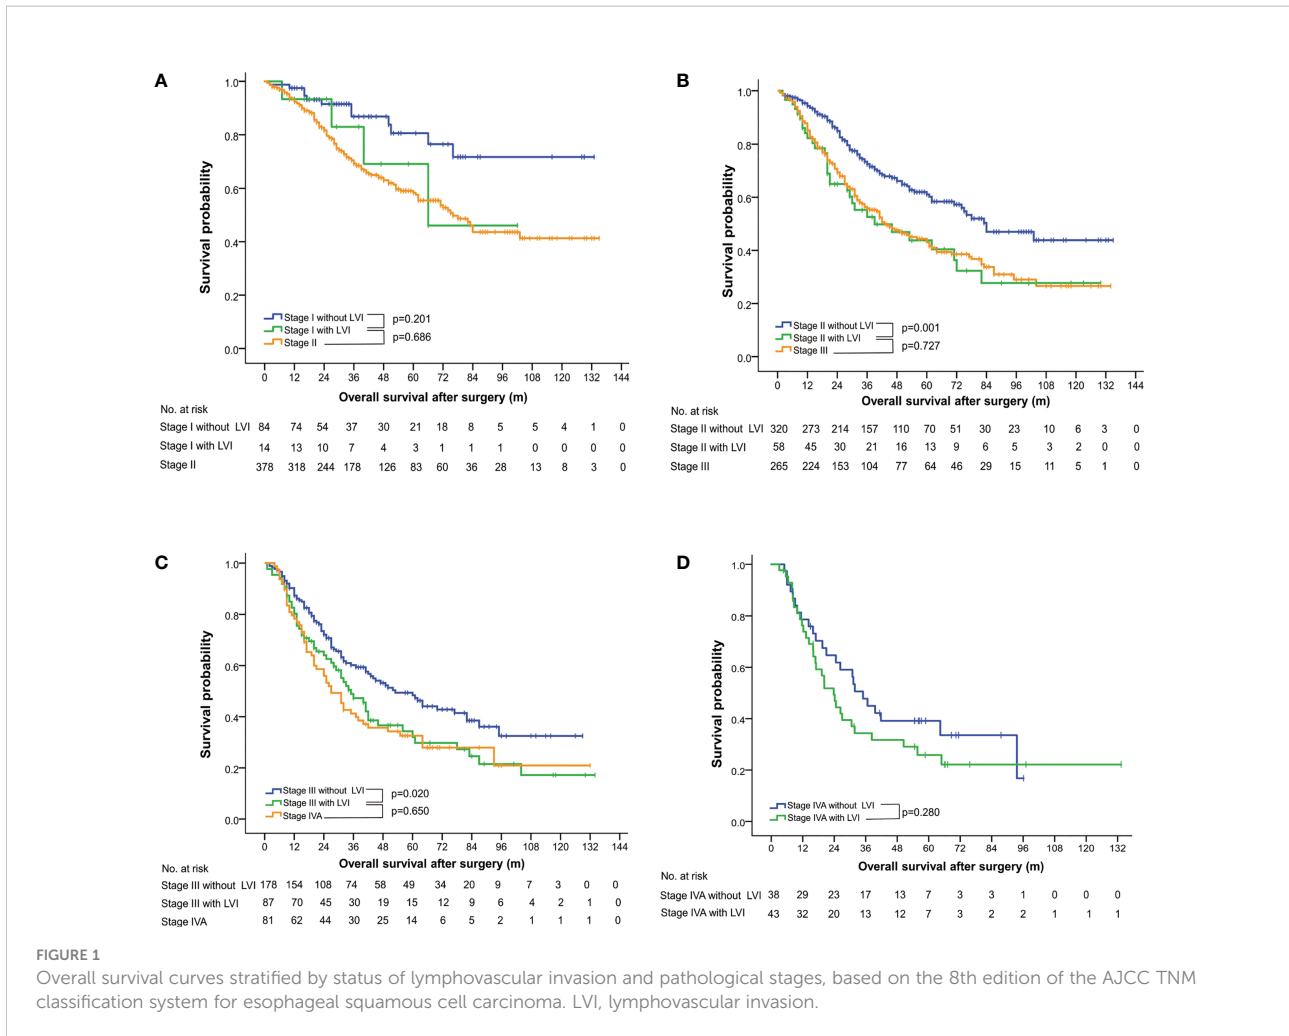 A
Survival probability
1.0
0.8
0.6
0.4
0.2
0.0
Stage I without LVI
Stage I with LVI
Stage II
p=0.201
p=0.686
0 12 24 36 48 60 72 84 96 108 120 132 144
Overall survival after surgery (m)
No. at risk
Stage I without LVI 84 74 54 37 30 21 18 8 5 5 4 1 0
Stage I with LVI 14 13 10 7 4 3 1 1 1 0 0 0 0
Stage II 378 318 244 178 126 83 60 36 28 13 8 3 0
B
Survival probability
1.0
0.8
0.6
0.4
0.2
0.0
Stage II without LVI
Stage II with LVI
Stage III
p=0.001
p=0.727
0 12 24 36 48 60 72 84 96 108 120 132 144
Overall survival after surgery (m)
No. at risk
Stage II without LVI 320 273 214 157 110 70 51 30 23 10 6 3 0
Stage II with LVI 58 45 30 21 16 13 9 6 5 3 2 0 0
Stage III 265 224 153 104 77 64 46 29 15 11 5 1 0
C
Survival probability
1.0
0.8
0.6
0.4
0.2
0.0
Stage III without LVI
Stage III with LVI
Stage IVA
p=0.020
p=0.650
0 12 24 36 48 60 72 84 96 108 120 132 144
Overall survival after surgery (m)
No. at risk
Stage III without LVI 178 154 108 74 58 49 34 20 9 7 3 0 0
Stage III with LVI 87 70 45 30 19 15 12 9 6 4 2 1 0
Stage IVA 81 62 44 30 25 14 6 5 2 1 1 1 0
D
Survival probability
1.0
0.8
0.6
0.4
0.2
0.0
Stage IVA without LVI
Stage IVA with LVI
p=0.280
0 12 24 36 48 60 72 84 96 108 120 132
Overall survival after surgery (m)
No. at risk
Stage IVA without LVI 38 29 23 17 13 7 3 3 1 0 0 0
Stage IVA with LVI 43 32 20 13 12 7 3 2 2 1 1 1
FIGURE 1
Overall survival curves stratified by status of lymphovascular invasion and pathological stages, based on the 8th edition of the AJCC TNM
classification system for esophageal squamous cell carcinoma. LVI, lymphovascular invasion.